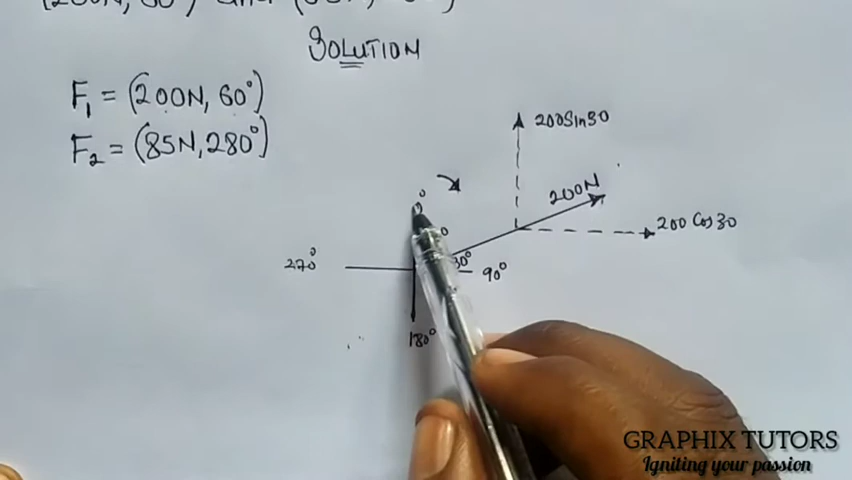 SOLUTION
F₁ = (200N, 60°)
F₂ = (85N, 280°)
200Sin30
200N
200 Cos30
0°
30°
270°
90°
180°
GRAPHIX TUTORS
Igniting your passion